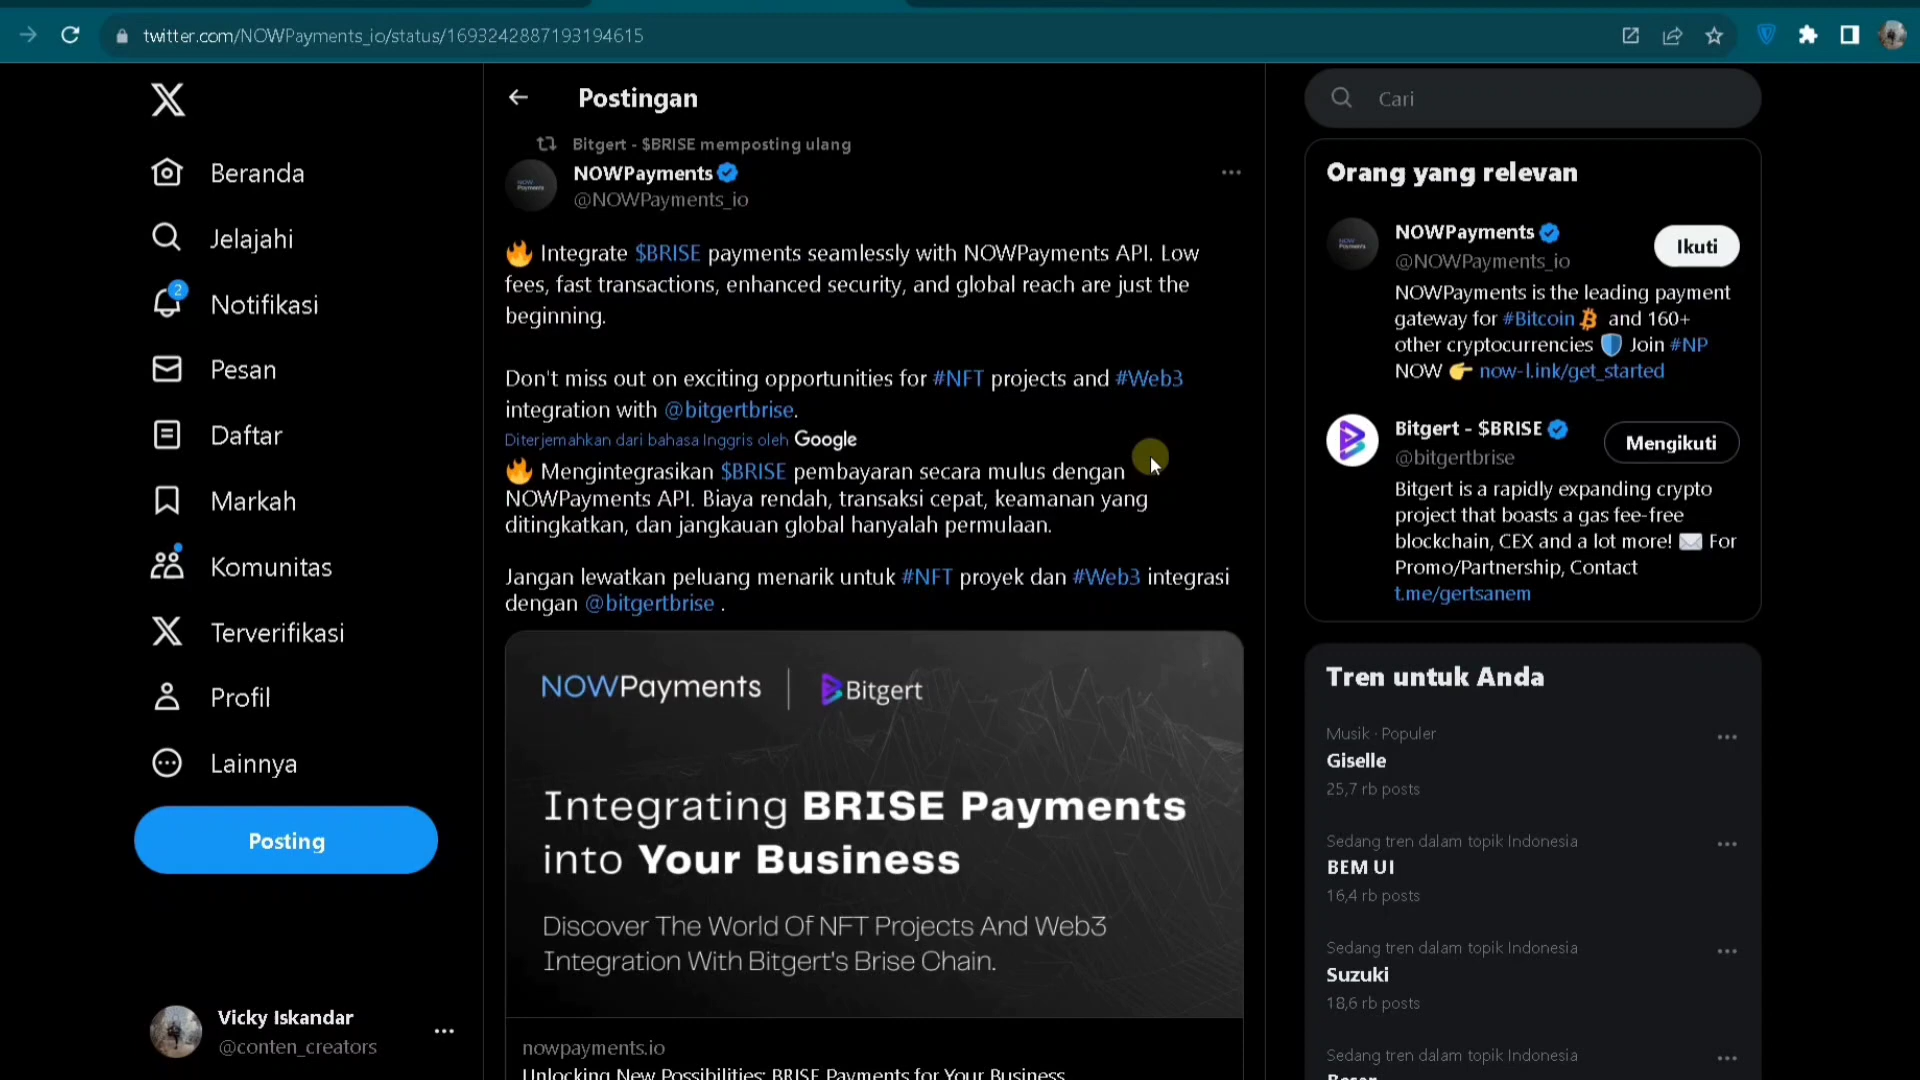 twitter.com/NOWPayments_io/status/1693242887193194615
Beranda
Jelajahi
2
Notifikasi
Pesan
Daftar
Markah
Komunitas
Terverifikasi
Profil
Lainnya
Posting
Vicky Iskandar
@conten_creators
Postingan
Bitgert - $BRISE memposting ulang
NOWPayments
@NOWPayments_io
🔥 Integrate $BRISE payments seamlessly with NOWPayments API. Low
fees, fast transactions, enhanced security, and global reach are just the
beginning.
Don't miss out on exciting opportunities for #NFT projects and #Web3
integration with @bitgertbrise.
Diterjemahkan dari bahasa Inggris oleh Google
🔥 Mengintegrasikan $BRISE pembayaran secara mulus dengan
NOWPayments API. Biaya rendah, transaksi cepat, keamanan yang
ditingkatkan, dan jangkauan global hanyalah permulaan.
Jangan lewatkan peluang menarik untuk #NFT proyek dan #Web3 integrasi
dengan @bitgertbrise .
NOWPayments | Bitgert
Integrating BRISE Payments
into Your Business
Discover The World Of NFT Projects And Web3
Integration With Bitgert's Brise Chain.
nowpayments.io
Unlocking New Possibilities: BRISE Payments for Your Business
Cari
Orang yang relevan
NOWPayments
@NOWPayments_io
Ikuti
NOWPayments is the leading payment
gateway for #Bitcoin and 160+
other cryptocurrencies 🛡️ Join #NP
NOW 👉 now-l.ink/get_started
Bitgert - $BRISE
@bitgertbrise
Mengikuti
Bitgert is a rapidly expanding crypto
project that boasts a gas fee-free
blockchain, CEX and a lot more! ✉️ For
Promo/Partnership, Contact
t.me/gertsanem
Tren untuk Anda
Musik · Populer
Giselle
25,7 rb posts
Sedang tren dalam topik Indonesia
BEM UI
16,4 rb posts
Sedang tren dalam topik Indonesia
Suzuki
18,6 rb posts
Sedang tren dalam topik Indonesia